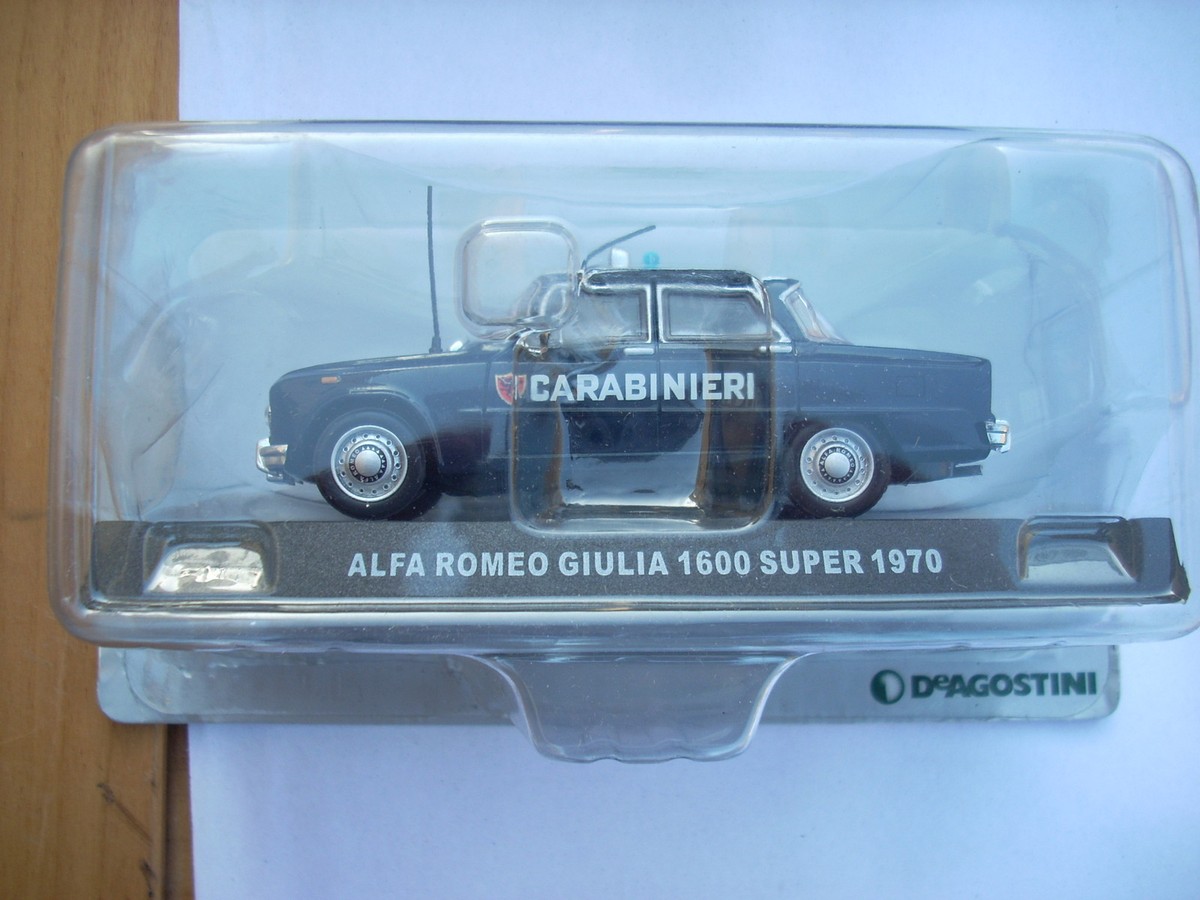 CARABINIERI
ALFA ROMEO GIULIA 1600 SUPER 1970
DeAGOSTINI